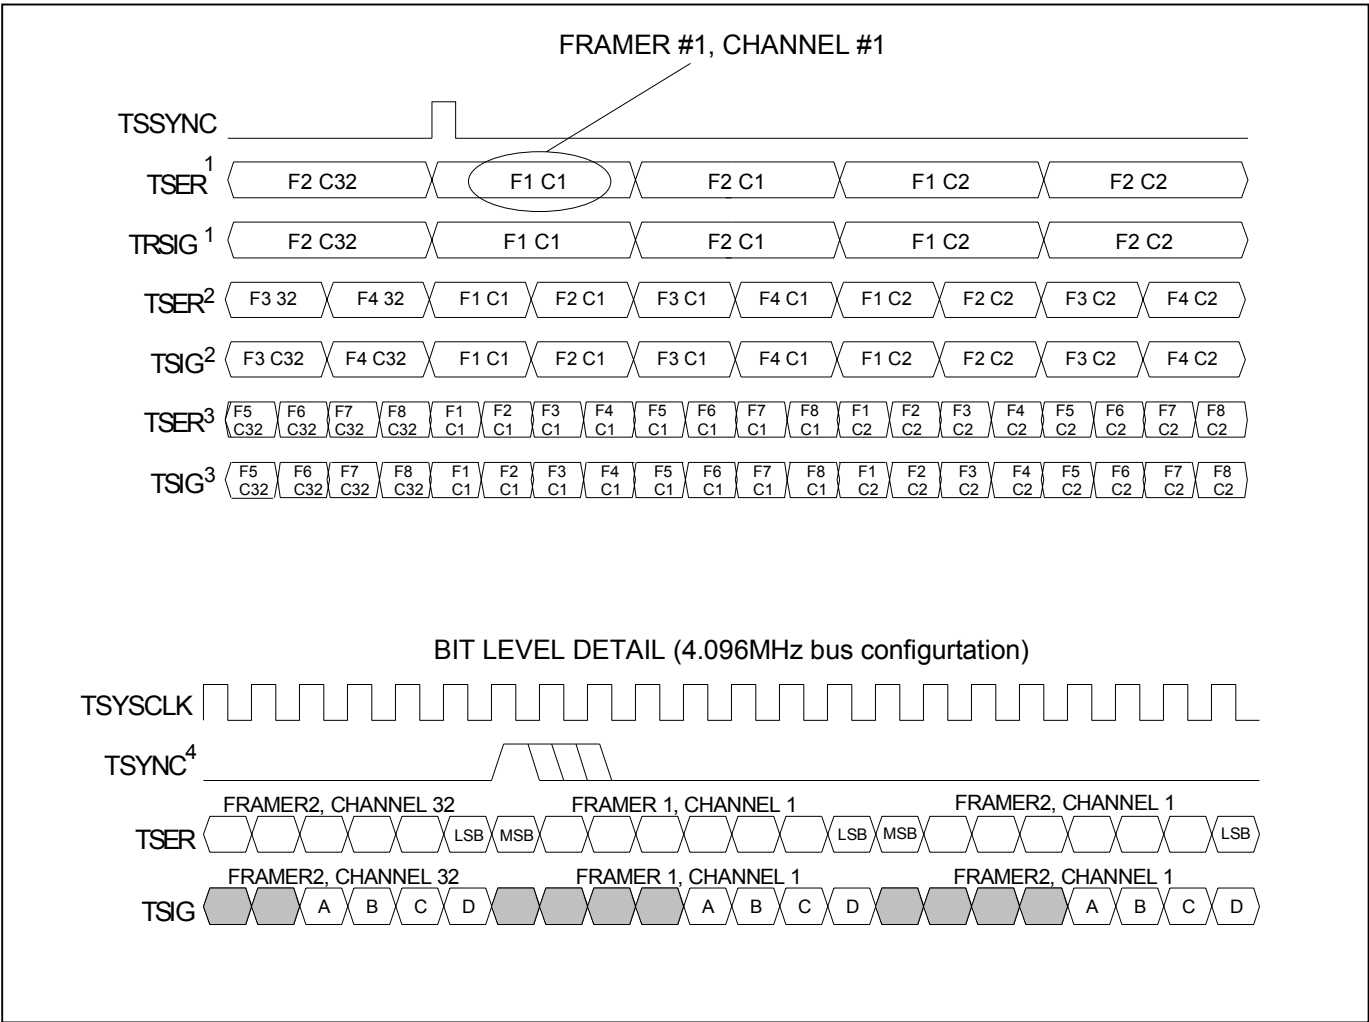 FRAMER #1, CHANNEL #1
TSSYNC
TSER1 F2 C32 F1 C1 F2 C1 F1 C2 F2 C2
TRSIG 1 F2 C32 F1 C1 F2 C1 F1 C2 F2 C2
TSER2 F3 32 F4 32 F1 C1 F2 C1 F3 C1 F4 C1 F1 C2 F2 C2 F3 C2 F4 C2
TSIG2 F3 C32 F4 C32 F1 C1 F2 C1 F3 C1 F4 C1 F1 C2 F2 C2 F3 C2 F4 C2
F5 F6 F7 F8 F1 F2 F3 F4 F5 F6 F7 F8 F1 F2 F3 F4 F5 F6 F7 F8
TSER3 C32 C32 C32 C32 C1 C1 C1 C1 C1 C1 C1 C1 C2 C2 C2 C2 C2 C2 C2 C2
F5 F6 F7 F8 F1 F2 F3 F4 F5 F6 F7 F8 F1 F2 F3 F4 F5 F6 F7 F8
TSIG3 C32 C32 C32 C32 C1 C1 C1 C1 C1 C1 C1 C1 C2 C2 C2 C2 C2 C2 C2 C2
BIT LEVEL DETAIL (4.096MHz bus configurtation)
TSYSCLK
TSYNC4
FRAMER2, CHANNEL 32 FRAMER 1, CHANNEL 1 FRAMER2, CHANNEL 1
TSER LSB MSB LSB MSB LSB
FRAMER2, CHANNEL 32 FRAMER 1, CHANNEL 1 FRAMER2, CHANNEL 1
TSIG A B C D A B C D A B C D